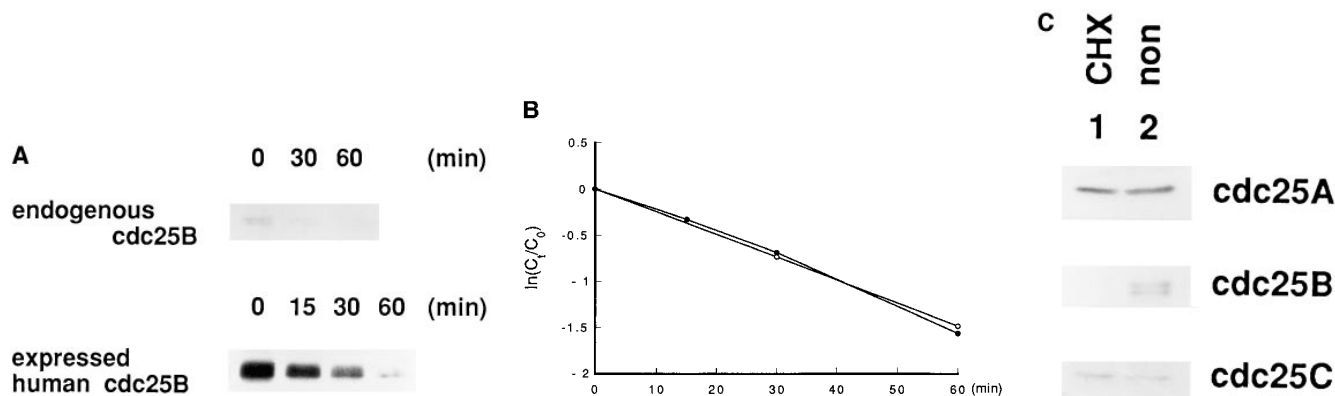 A
0 30 60 (min)
endogenous
cdc25B
0 15 30 60 (min)
expressed
human cdc25B
B
0.5
0
-0.5
- 1
-1.5
- 2
ln(Ct/C0)
0 10 20 30 40 50 60 (min)
C
CHX non
1 2
cdc25A
cdc25B
cdc25C